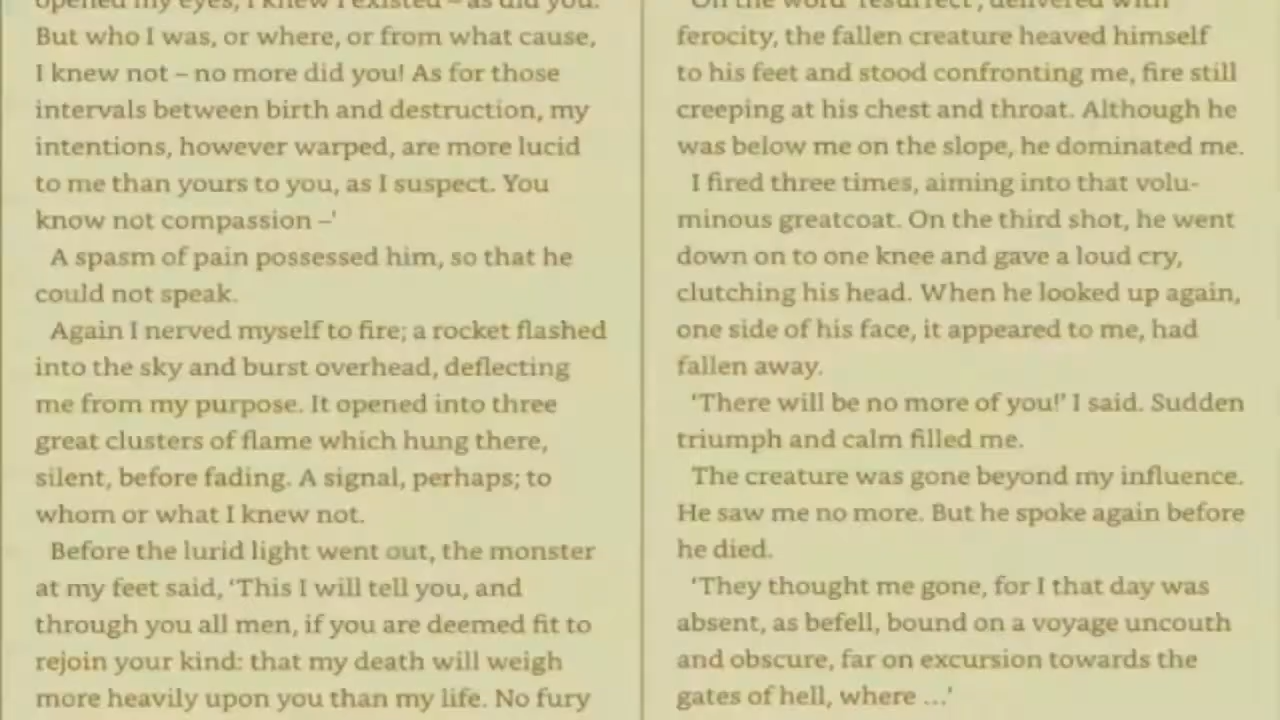 opened my eyes, I knew I existed – as did you.
But who I was, or where, or from what cause,
I knew not – no more did you! As for those
intervals between birth and destruction, my
intentions, however warped, are more lucid
to me than yours to you, as I suspect. You
know not compassion –'
A spasm of pain possessed him, so that he
could not speak.
Again I nerved myself to fire; a rocket flashed
into the sky and burst overhead, deflecting
me from my purpose. It opened into three
great clusters of flame which hung there,
silent, before fading. A signal, perhaps; to
whom or what I knew not.
Before the lurid light went out, the monster
at my feet said, 'This I will tell you, and
through you all men, if you are deemed fit to
rejoin your kind: that my death will weigh
more heavily upon you than my life. No fury
On the word 'resurrect', delivered with
ferocity, the fallen creature heaved himself
to his feet and stood confronting me, fire still
creeping at his chest and throat. Although he
was below me on the slope, he dominated me.
I fired three times, aiming into that volu-
minous greatcoat. On the third shot, he went
down on to one knee and gave a loud cry,
clutching his head. When he looked up again,
one side of his face, it appeared to me, had
fallen away.
'There will be no more of you!' I said. Sudden
triumph and calm filled me.
The creature was gone beyond my influence.
He saw me no more. But he spoke again before
he died.
'They thought me gone, for I that day was
absent, as befell, bound on a voyage uncouth
and obscure, far on excursion towards the
gates of hell, where ...'